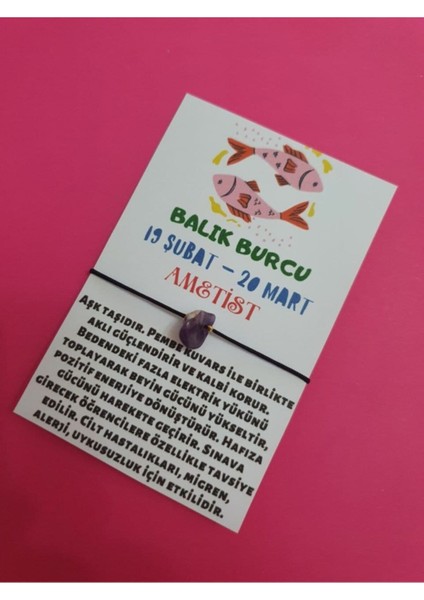 BALIK BURCU
19 ŞUBAT - 20 MART
AMETİST
AŞK TAŞIDIR. PEMBE KUVARS İLE BİRLİKTE
AKLI GÜÇLENDİRİR VE KALBİ KORUR.
BEDENDEKİ FAZLA ELEKTRİK YÜKÜNÜ
TOPLAYARAK BEYİN GÜCÜNÜ YÜKSELTİR,
POZİTİF ENERJİYE DÖNÜŞTÜRÜR. HAFIZA
GÜCÜNÜ HAREKETE GEÇİRİR. SINAVA
GİRECEK ÖĞRENCİLERE ÖZELLİKLE TAVSİYE
EDİLİR. CİLT HASTALIKLARI, MİGREN,
ALERJİ, UYKUSUZLUK İÇİN ETKİLİDİR.